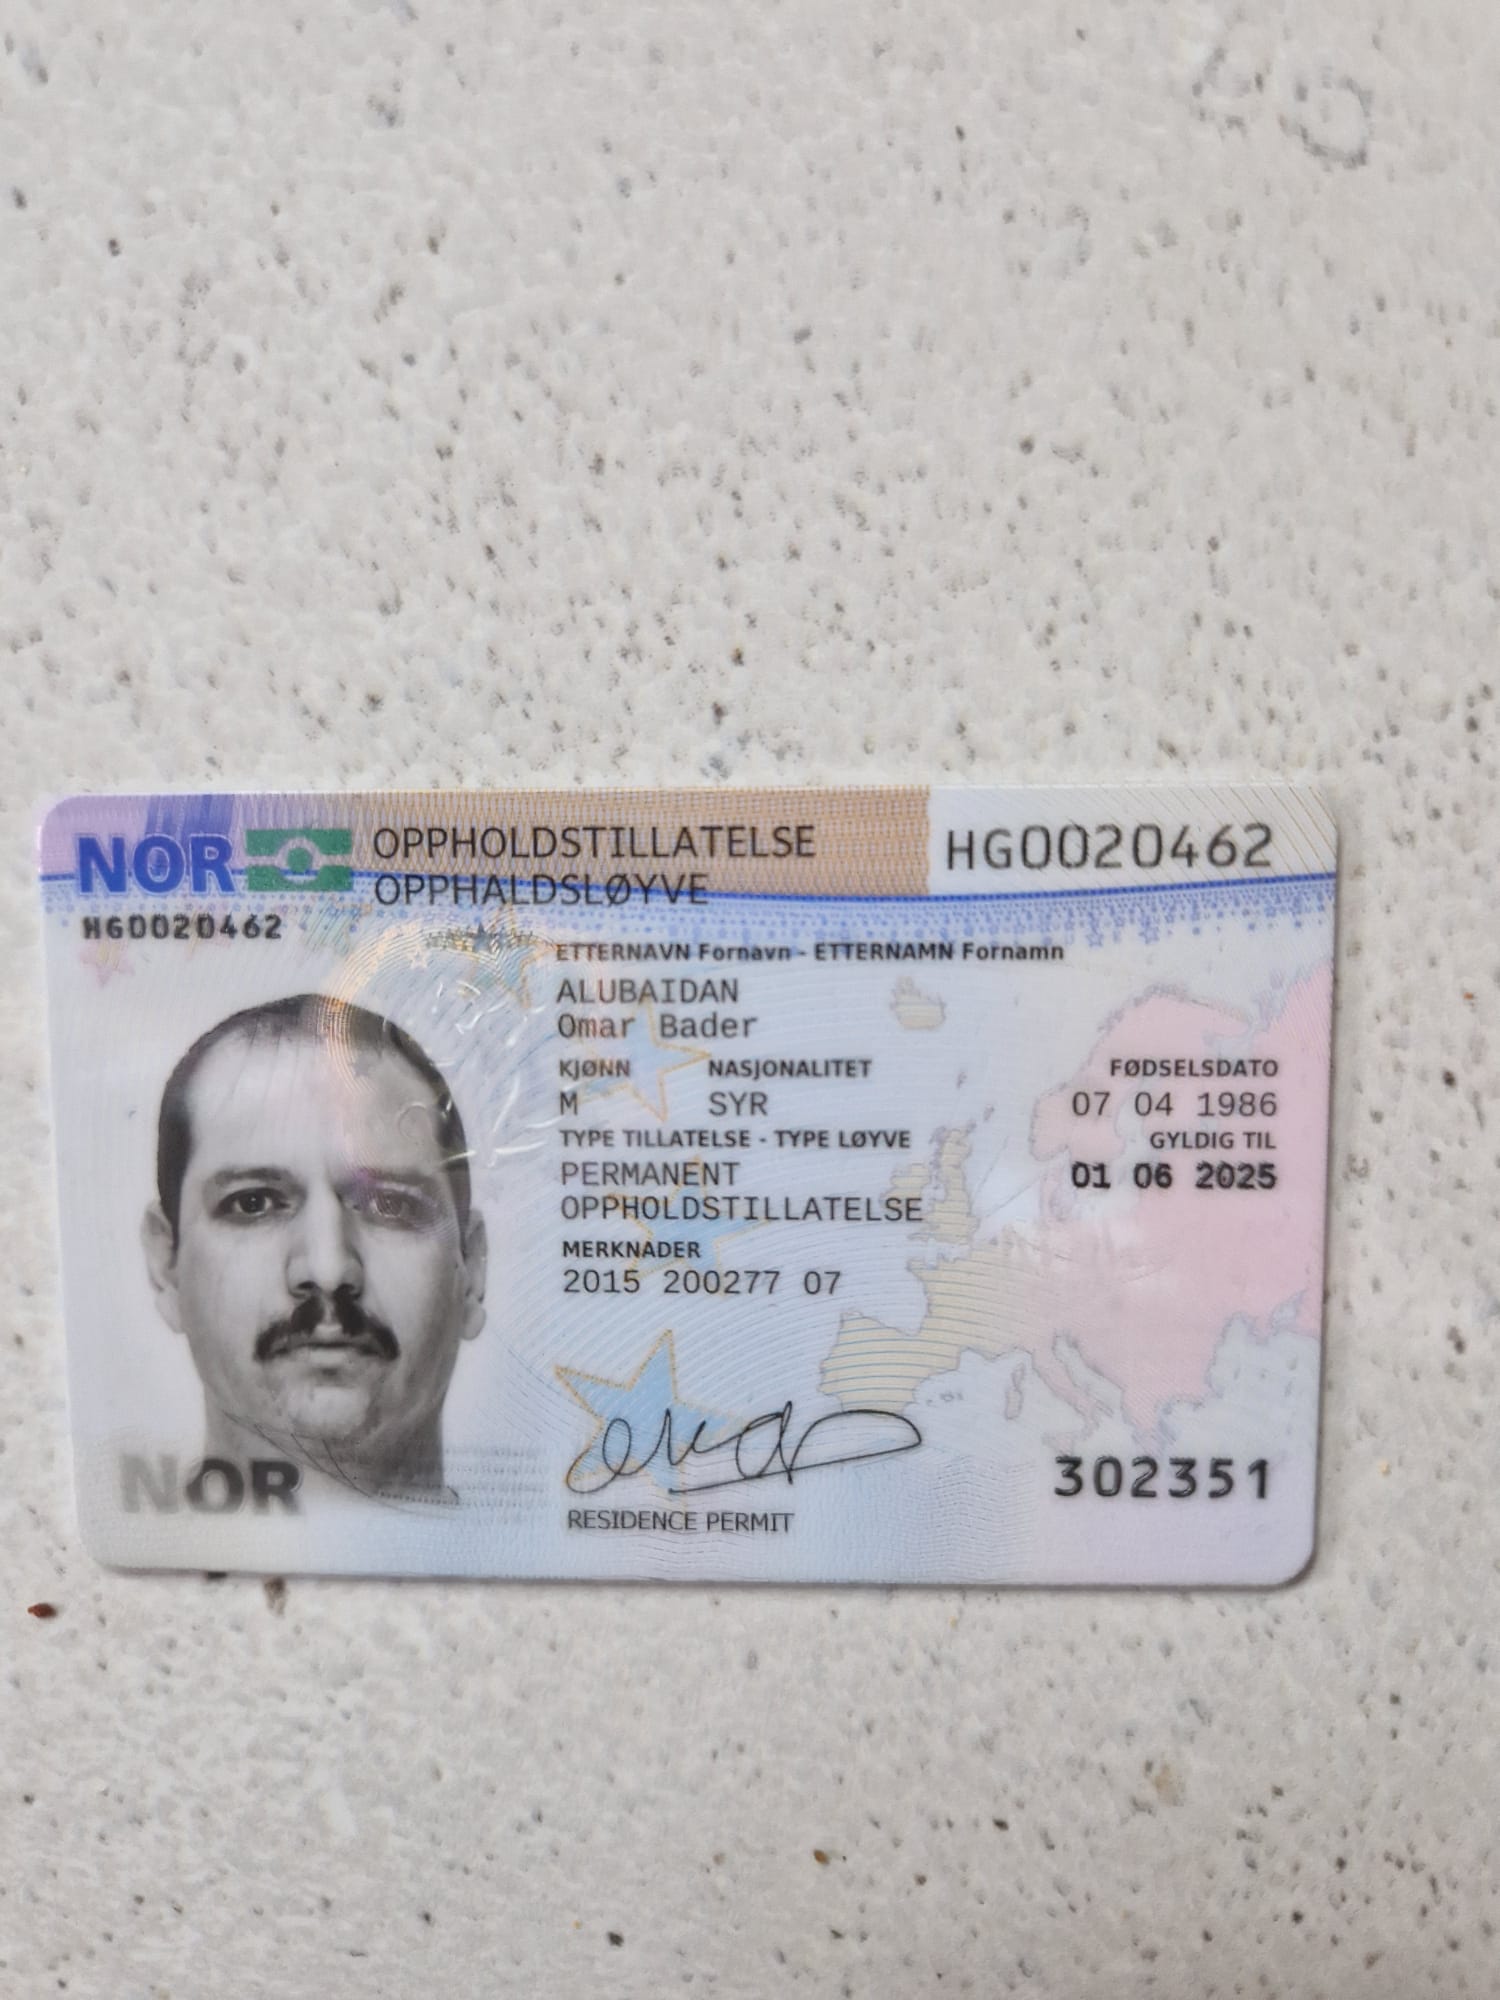 NOR OPPHOLDSTILLATELSE HG0020462
OPPHALDSLØYVE
HG0020462
ETTERNAVN Fornavn - ETTERNAMN Fornamn
ALUBAIDAN
Omar Bader
KJØNN NASJONALITET FØDSELSDATO
M SYR 07 04 1986
TYPE TILLATELSE - TYPE LØYVE GYLDIG TIL
PERMANENT 01 06 2025
OPPHOLDSTILLATELSE
MERKNADER
2015 200277 07
NOR 302351
RESIDENCE PERMIT